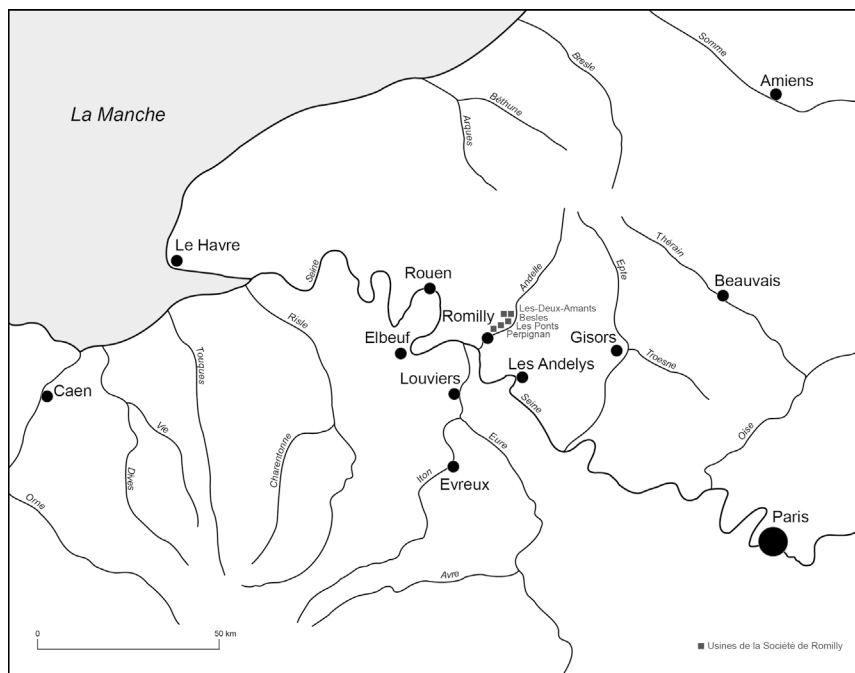 Somme
Bresle
Amiens
La Manche
Béthune
Arques
Thérain
Le Havre
Seine
Rouen
Andelle
Epte
Beauvais
Romilly
Les-Deux-Amants
Besles
Les Ponts
Perpignan
Risle
Elbeuf
Gisors
Touques
Les Andelys
Troesne
Louviers
Caen
Seine
Oise
Vie
Charentonne
Eure
Dives
Iton
Evreux
Orne
Paris
Avre
0
50 km
Usines de la Société de Romilly